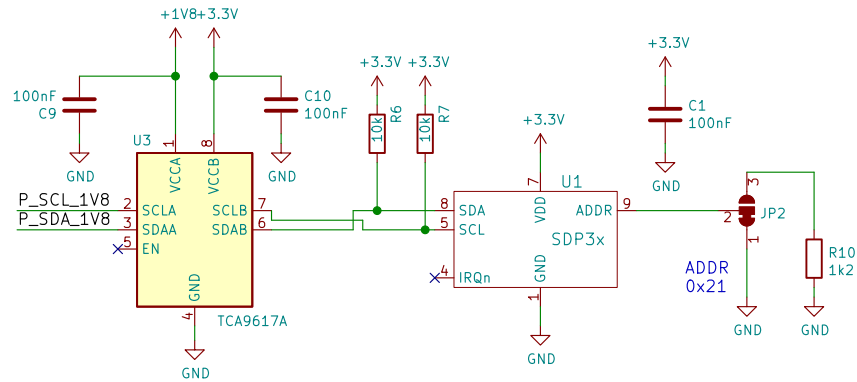 +1V8 +3.3V
100nF
C9
C10
100nF
GND
GND
U3
1
VCCA
8
VCCB
P_SCL_1V8
2
SCLA
P_SDA_1V8
3
SDAA
5
EN
7
SCLB
6
SDAB
GND
4
TCA9617A
GND
+3.3V
+3.3V
10k
R6
10k
R7
+3.3V
7
VDD
U1
8
SDA
5
SCL
4
IRQn
9
ADDR
SDP3x
GND
1
GND
+3.3V
C1
100nF
GND
3
2
JP2
1
ADDR
0x21
GND
R10
1k2
GND